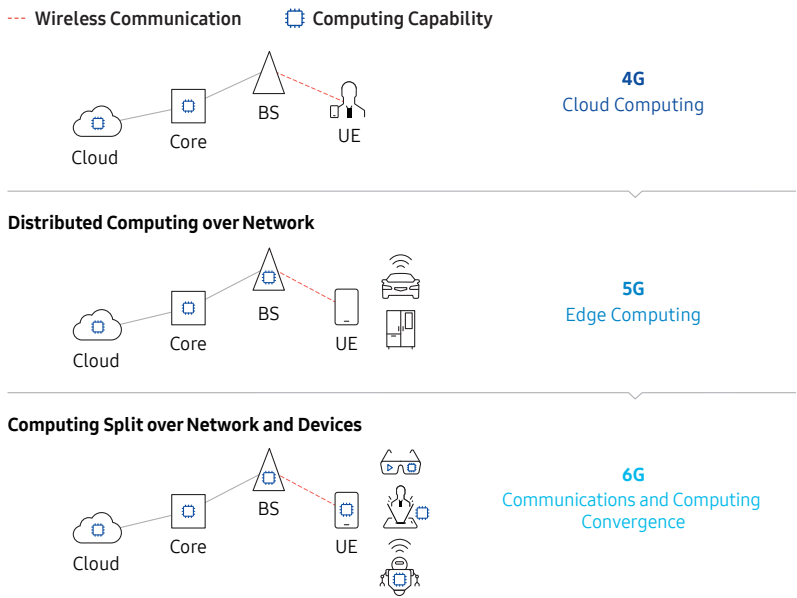 Wireless Communication
Computing Capability
BS
UE
Core
Cloud
4G
Cloud Computing
Distributed Computing over Network
BS
UE
Core
Cloud
5G
Edge Computing
Computing Split over Network and Devices
BS
UE
Core
Cloud
6G
Communications and Computing
Convergence